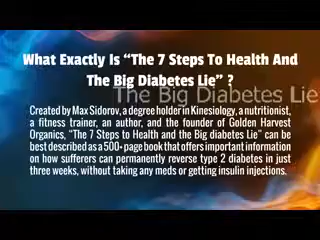 What Exactly Is “The 7 Steps To Health And
The Big Diabetes Lie” ?
The Big Diabetes Lie
Created by Max Sidorov, a degree holder in Kinesiology, a nutritionist,
a fitness trainer, an author, and the founder of Golden Harvest
Organics, “The 7 Steps to Health and the Big diabetes Lie” can be
best described as a 500+ page book that offers important information
on how sufferers can permanently reverse type 2 diabetes in just
three weeks, without taking any meds or getting insulin injections.